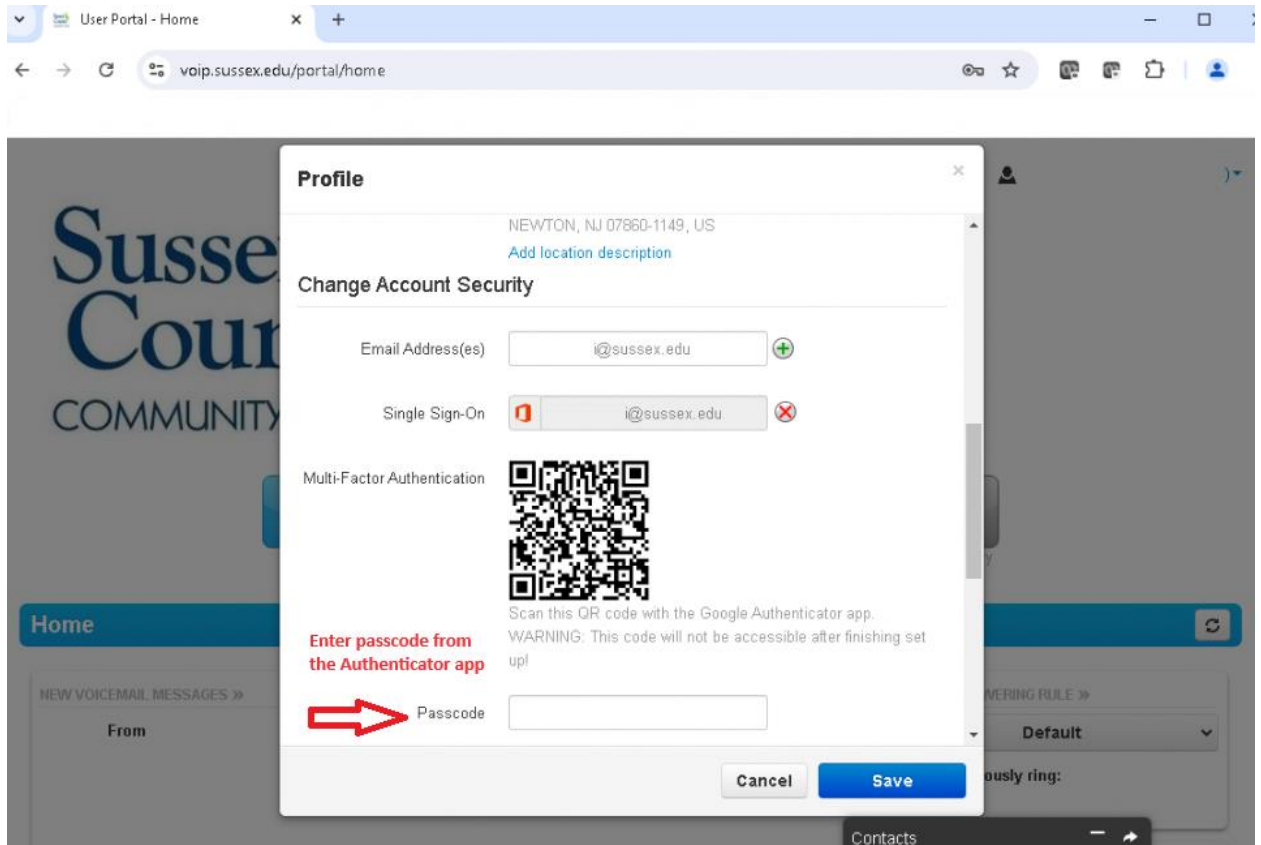 User Portal - Home
voip.sussex.edu/portal/home
Profile
)
NEWTON, NJ 07860-1149, US
Add location description
Susse
Cour
COMMUNITY
Change Account Security
Email Address(es)
i@sussex.edu
Single Sign-On
i@sussex.edu
Multi-Factor Authentication
Scan this QR code with the Google Authenticator app.
WARNING: This code will not be accessible after finishing set
up!
Enter passcode from
the Authenticator app
Passcode
Cancel
Save
y
Home
NEW VOICEMAIL MESSAGES »
From
WERING RULE »
Default
ously ring:
Contacts